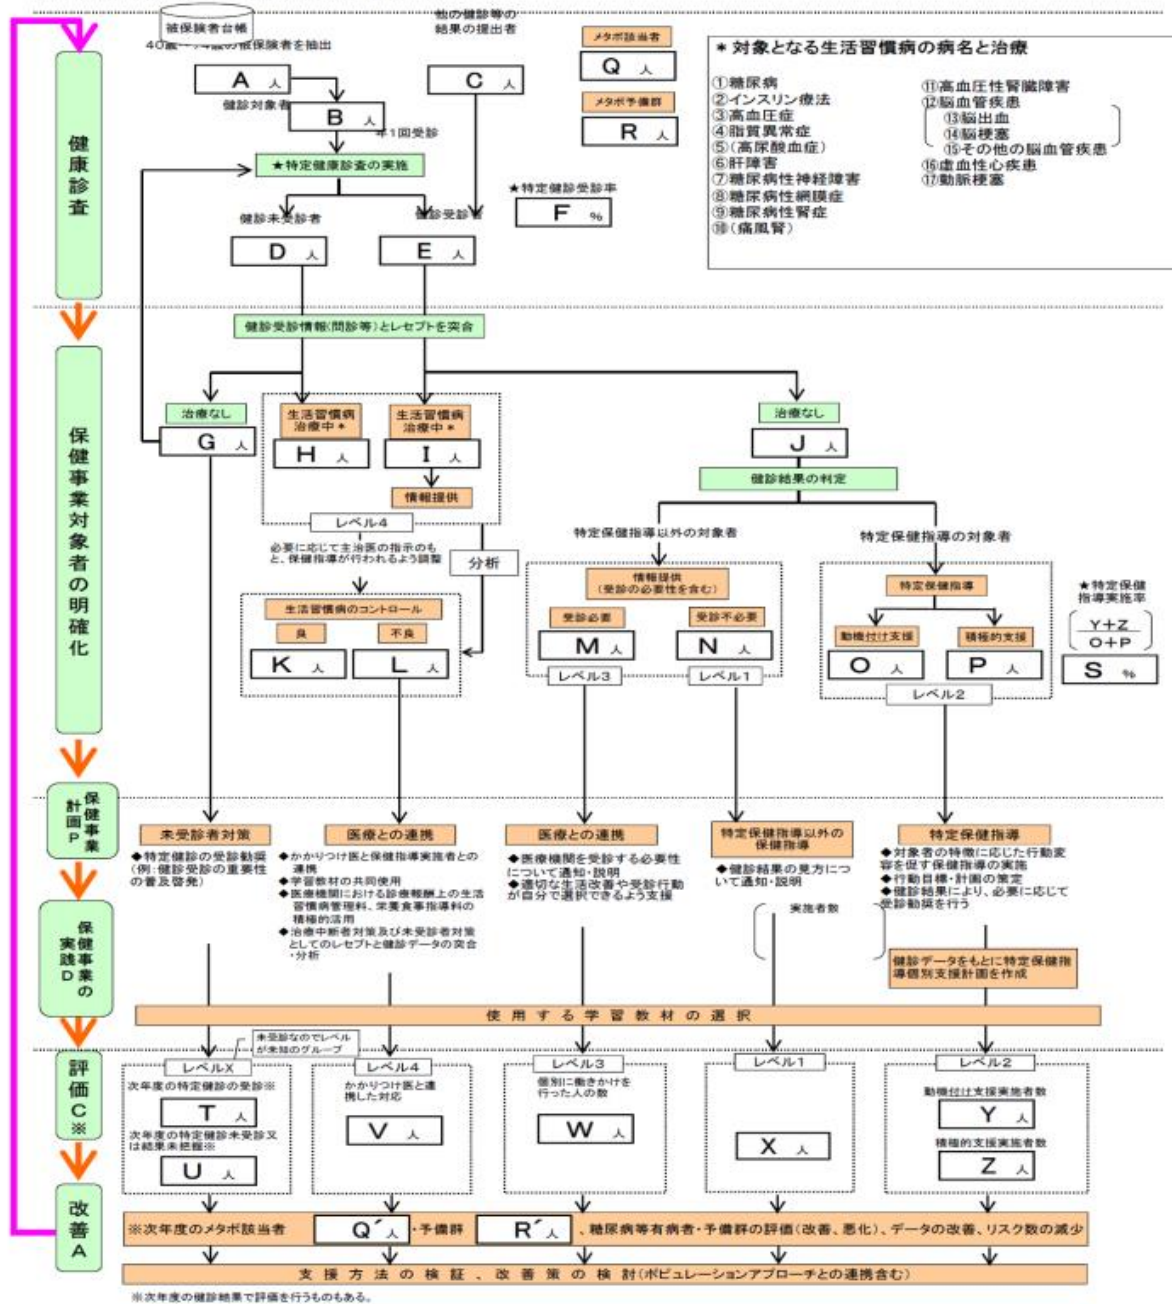 被保険者台帳
40歳~74歳の被保険者を抽出
A 人
健診対象者
B 人
年1回受診
他の健診等の
結果の提出者
C 人
★特定健康診査の実施
健診未受診者
D 人
健診受診者
E 人
★特定健診受診率
F %
メタボ該当者
Q 人
メタボ予備群
R 人
*対象となる生活習慣病の病名と治療
①糖尿病
②インスリン療法
③高血圧症
④脂質異常症
⑤(高尿酸血症)
⑥肝障害
⑦糖尿病性神経障害
⑧糖尿病性網膜症
⑨糖尿病性腎症
⑩(痛風腎)
⑪高血圧性腎臓障害
⑫脳血管疾患
⑬脳出血
⑭脳梗塞
⑮その他の脳血管疾患
⑯虚血性心疾患
⑰動脈梗塞
健康診査
健診受診情報(問診等)とレセプトを突合
保健事業対象者の明確化
治療なし
G 人
生活習慣病
治療中*
H 人
生活習慣病
治療中*
I 人
情報提供
レベル4
必要に応じて主治医の指示のも
と、保健指導が行われるよう調整
分析
生活習慣病のコントロール
良
不良
K 人
L 人
治療なし
J 人
健診結果の判定
特定保健指導以外の対象者
情報提供
(受診の必要性を含む)
受診必要
受診不必要
M 人
N 人
レベル3
レベル1
特定保健指導の対象者
特定保健指導
動機付け支援
積極的支援
O 人
P 人
レベル2
★特定保健
指導実施率
Y+Z
O+P
S %
保健事業
計画P
未受診者対策
◆特定健診の受診勧奨
(例:健診受診の重要性
の普及啓発)
医療との連携
◆かかりつけ医と保健指導実施者との
連携
◆学習教材の共同使用
◆医療機関における診療報酬上の生活
習慣病管理料、栄養食事指導料の
積極的活用
◆治療中断者対策及び未受診者対策
としてのレセプトと健診データの突合
・分析
医療との連携
◆医療機関を受診する必要性
について通知・説明
◆適切な生活改善や受診行動
が自分で選択できるよう支援
特定保健指導以外の
保健指導
◆健診結果の見方に
ついて通知・説明
実施者数
特定保健指導
◆対象者の特徴に応じた行動変
容を促す保健指導の実施
◆行動目標・計画の策定
◆健診結果により、必要に応じて
受診勧奨を行う
健診データをもとに特定保健指
導個別支援計画を作成
保健事業の
実践D
使用する学習教材の選択
評価C※
未受診なのでレベル
が未知のグループ
レベルX
次年度の特定健診の受診※
T 人
次年度の特定健診未受診又
は結果未把握※
U 人
レベル4
かかりつけ医と連
携した対応
V 人
レベル3
個別に働きかけを
行った人の数
W 人
レベル1
X 人
レベル2
動機付け支援実施者数
Y 人
積極的支援実施者数
Z 人
改善A
※次年度のメタボ該当者 Q´人 ・予備群 R´人 、糖尿病等有病者・予備群の評価(改善、悪化)、データの改善、リスク数の減少
支援方法の検証、改善策の検討(ポピュレーションアプローチとの連携含む)
※次年度の健診結果で評価を行うものもある。